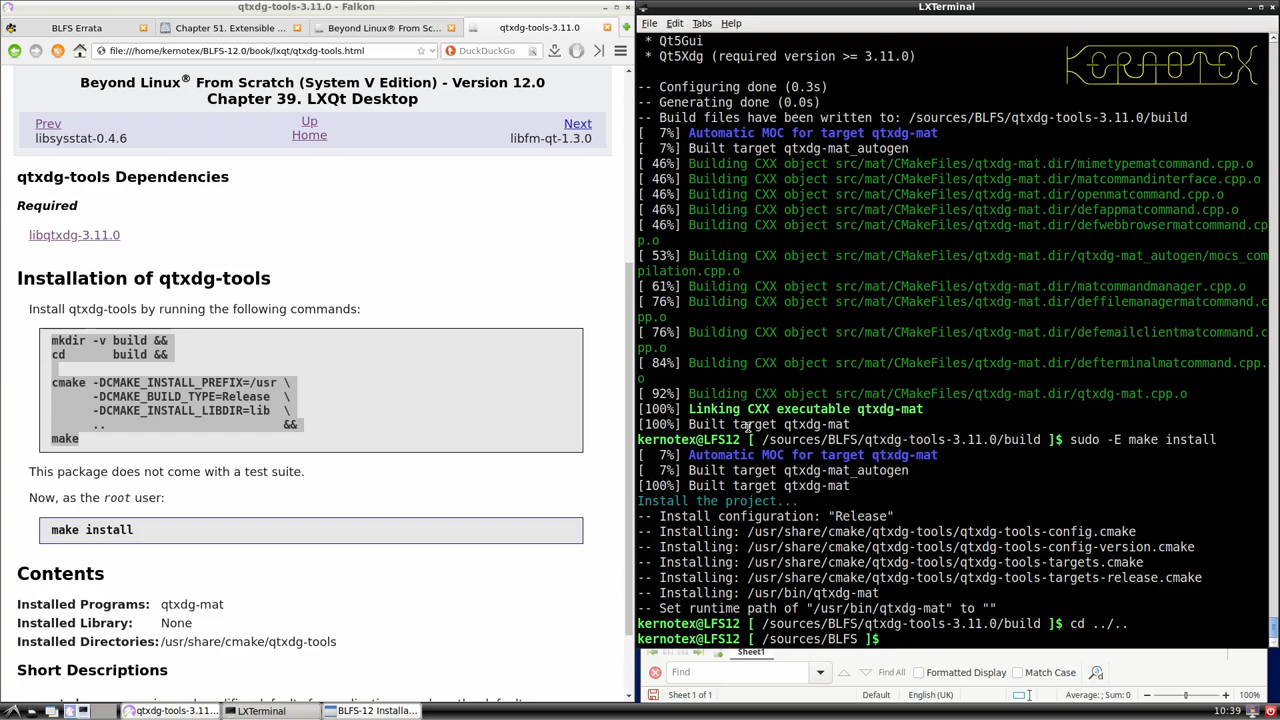 qtxdg-tools-3.11.0 - Falkon
BLFS Errata
Chapter 51. Extensible
Beyond Linux® From Sc
qtxdg-tools-3.11.0
file:///home/kernotex/BLFS-12.0/book/lxqt/qtxdg-tools.html
DuckDuckGo
Beyond Linux® From Scratch (System V Edition) - Version 12.0
Chapter 39. LXQt Desktop
Prev
Up
Next
libsysstat-0.4.6
Home
libfm-qt-1.3.0
qtxdg-tools Dependencies
Required
libqtxdg-3.11.0
Installation of qtxdg-tools
Install qtxdg-tools by running the following commands:
mkdir -v build &&
cd       build &&
cmake -DCMAKE_INSTALL_PREFIX=/usr \
-DCMAKE_BUILD_TYPE=Release  \
-DCMAKE_INSTALL_LIBDIR=lib  \
..                          &&
make
This package does not come with a test suite.
Now, as the root user:
make install
Contents
Installed Programs: qtxdg-mat
Installed Library: None
Installed Directories: /usr/share/cmake/qtxdg-tools
Short Descriptions
LXTerminal
File Edit Tabs Help
KERNOTEX
* Qt5Gui
* Qt5Xdg (required version >= 3.11.0)
-- Configuring done (0.3s)
-- Generating done (0.0s)
-- Build files have been written to: /sources/BLFS/qtxdg-tools-3.11.0/build
[  7%] Automatic MOC for target qtxdg-mat
[  7%] Built target qtxdg-mat_autogen
[ 46%] Building CXX object src/mat/CMakeFiles/qtxdg-mat.dir/mimetypematcommand.cpp.o
[ 46%] Building CXX object src/mat/CMakeFiles/qtxdg-mat.dir/matcommandinterface.cpp.o
[ 46%] Building CXX object src/mat/CMakeFiles/qtxdg-mat.dir/openmatcommand.cpp.o
[ 46%] Building CXX object src/mat/CMakeFiles/qtxdg-mat.dir/defappmatcommand.cpp.o
[ 46%] Building CXX object src/mat/CMakeFiles/qtxdg-mat.dir/defwebbrowsermatcommand.cp
p.o
[ 53%] Building CXX object src/mat/CMakeFiles/qtxdg-mat.dir/qtxdg-mat_autogen/mocs_com
pilation.cpp.o
[ 61%] Building CXX object src/mat/CMakeFiles/qtxdg-mat.dir/matcommandmanager.cpp.o
[ 76%] Building CXX object src/mat/CMakeFiles/qtxdg-mat.dir/deffilemanagermatcommand.c
pp.o
[ 76%] Building CXX object src/mat/CMakeFiles/qtxdg-mat.dir/defemailclientmatcommand.c
pp.o
[ 84%] Building CXX object src/mat/CMakeFiles/qtxdg-mat.dir/defterminalmatcommand.cpp.
o
[ 92%] Building CXX object src/mat/CMakeFiles/qtxdg-mat.dir/qtxdg-mat.cpp.o
[100%] Linking CXX executable qtxdg-mat
[100%] Built target qtxdg-mat
kernotex@LFS12 [ /sources/BLFS/qtxdg-tools-3.11.0/build ]$ sudo -E make install
[  7%] Automatic MOC for target qtxdg-mat
[  7%] Built target qtxdg-mat_autogen
[100%] Built target qtxdg-mat
Install the project...
-- Install configuration: "Release"
-- Installing: /usr/share/cmake/qtxdg-tools/qtxdg-tools-config.cmake
-- Installing: /usr/share/cmake/qtxdg-tools/qtxdg-tools-config-version.cmake
-- Installing: /usr/share/cmake/qtxdg-tools/qtxdg-tools-targets.cmake
-- Installing: /usr/share/cmake/qtxdg-tools/qtxdg-tools-targets-release.cmake
-- Installing: /usr/bin/qtxdg-mat
-- Set runtime path of "/usr/bin/qtxdg-mat" to ""
kernotex@LFS12 [ /sources/BLFS/qtxdg-tools-3.11.0/build ]$ cd ../..
kernotex@LFS12 [ /sources/BLFS ]$
Sheet1
Find
Find All
Formatted Display
Match Case
Sheet 1 of 1
Default
English (UK)
Average: ; Sum: 0
100%
qtxdg-tools-3.11....
LXTerminal
BLFS-12 Installa...
10:39